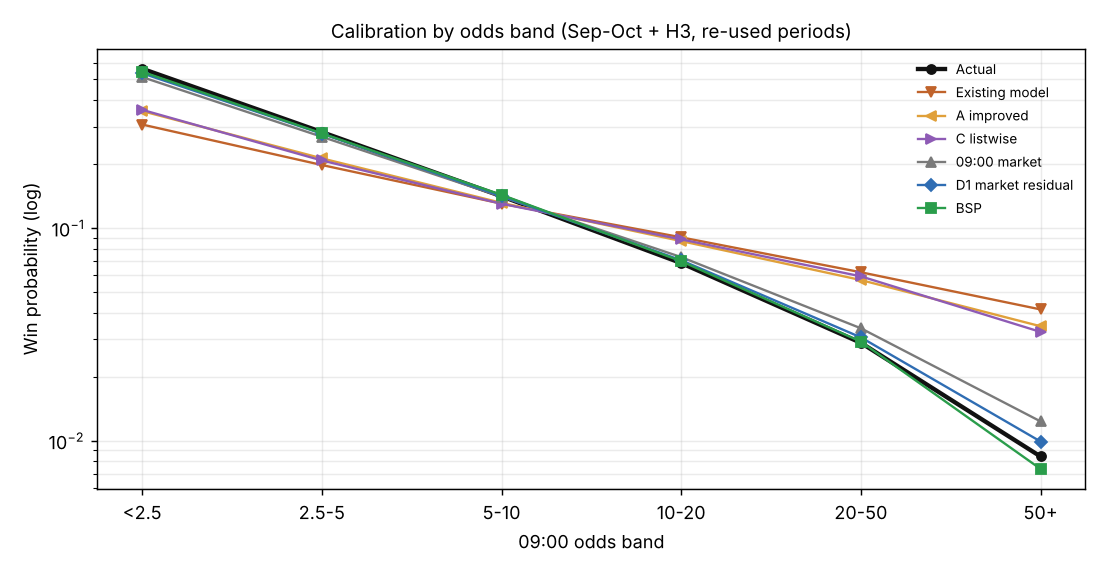 Calibration by odds band (Sep-Oct + H3, re-used periods)
Actual
Existing model
A improved
C listwise
09:00 market
D1 market residual
BSP
Win probability (log)
10⁻¹
10⁻²
<2.5
2.5-5
5-10
10-20
20-50
50+
09:00 odds band